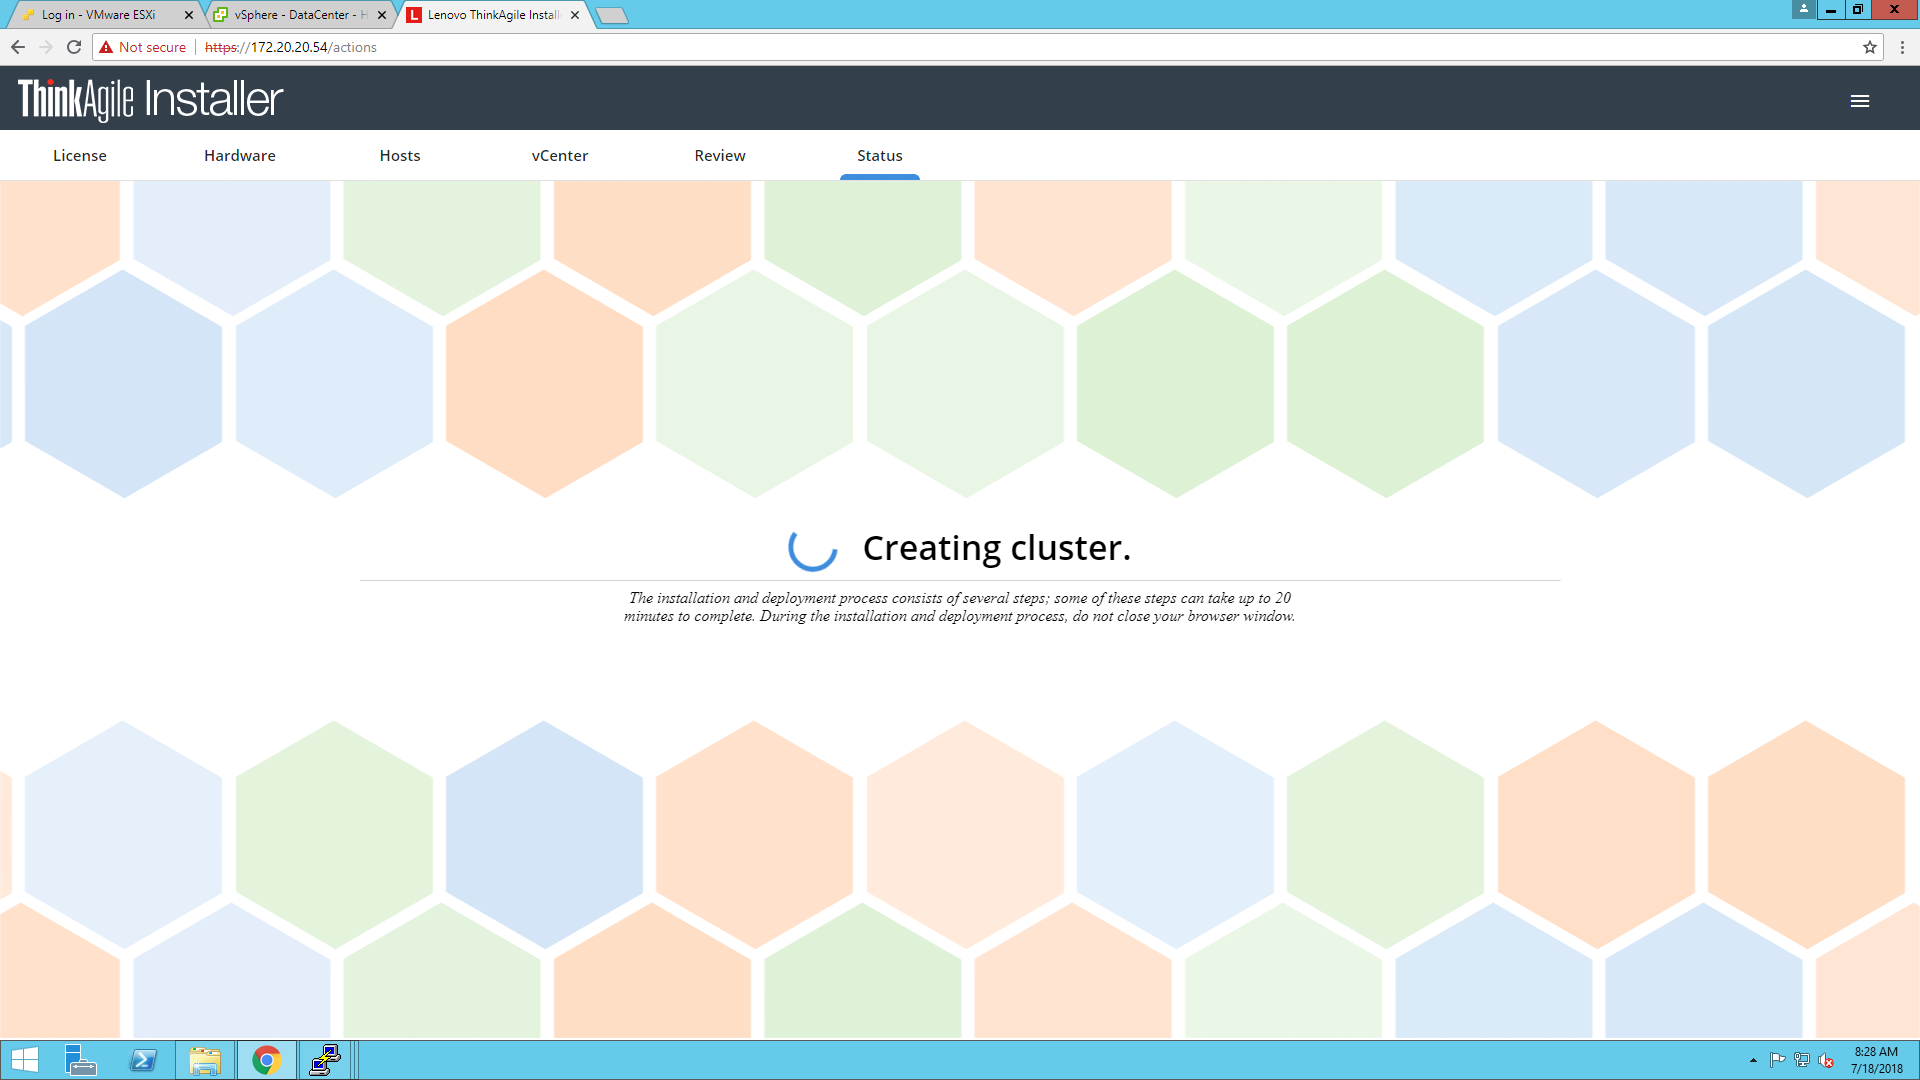 Log in - VMware ESXi
vSphere - DataCenter - H
Lenovo ThinkAgile Install
Not secure
https://172.20.20.54/actions
ThinkAgile Installer
License
Hardware
Hosts
vCenter
Review
Status
Creating cluster.
The installation and deployment process consists of several steps; some of these steps can take up to 20
minutes to complete. During the installation and deployment process, do not close your browser window.
8:28 AM
7/18/2018